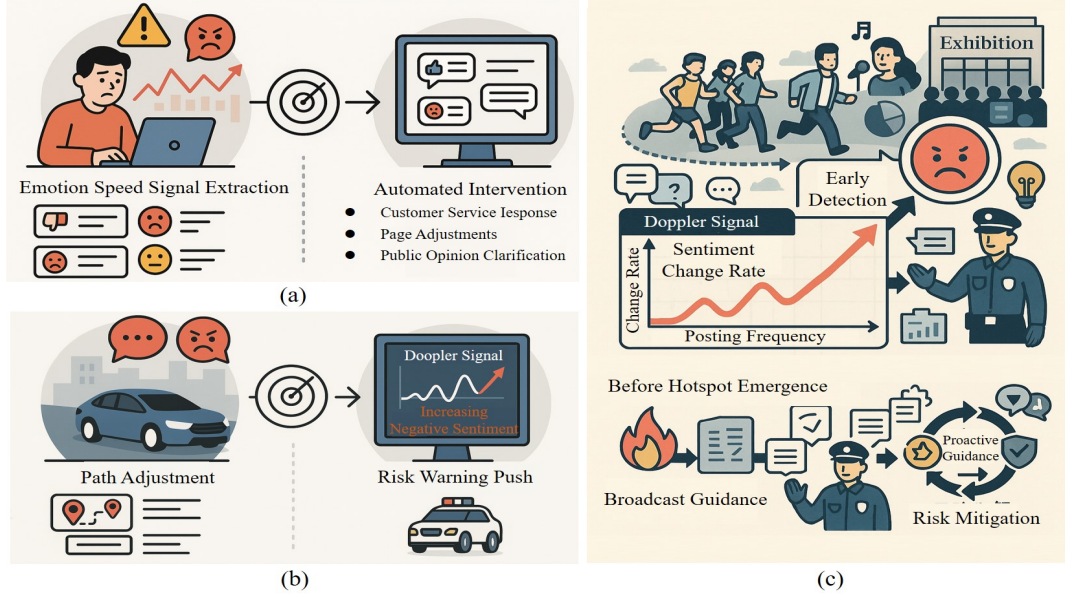 Emotion Speed Signal Extraction
Automated Intervention
Customer Service Iesponse
Page Adjustments
Public Opinion Clarification
(a)
Doopler Signal
Increasing
Negative Sentiment
Path Adjustment
Risk Warning Push
(b)
Exhibition
Early
Detection
Doppler Signal
Sentiment
Change Rate
Change Rate
Posting Frequency
Before Hotspot Emergence
Proactive
Guidance
Broadcast Guidance
Risk Mitigation
(c)